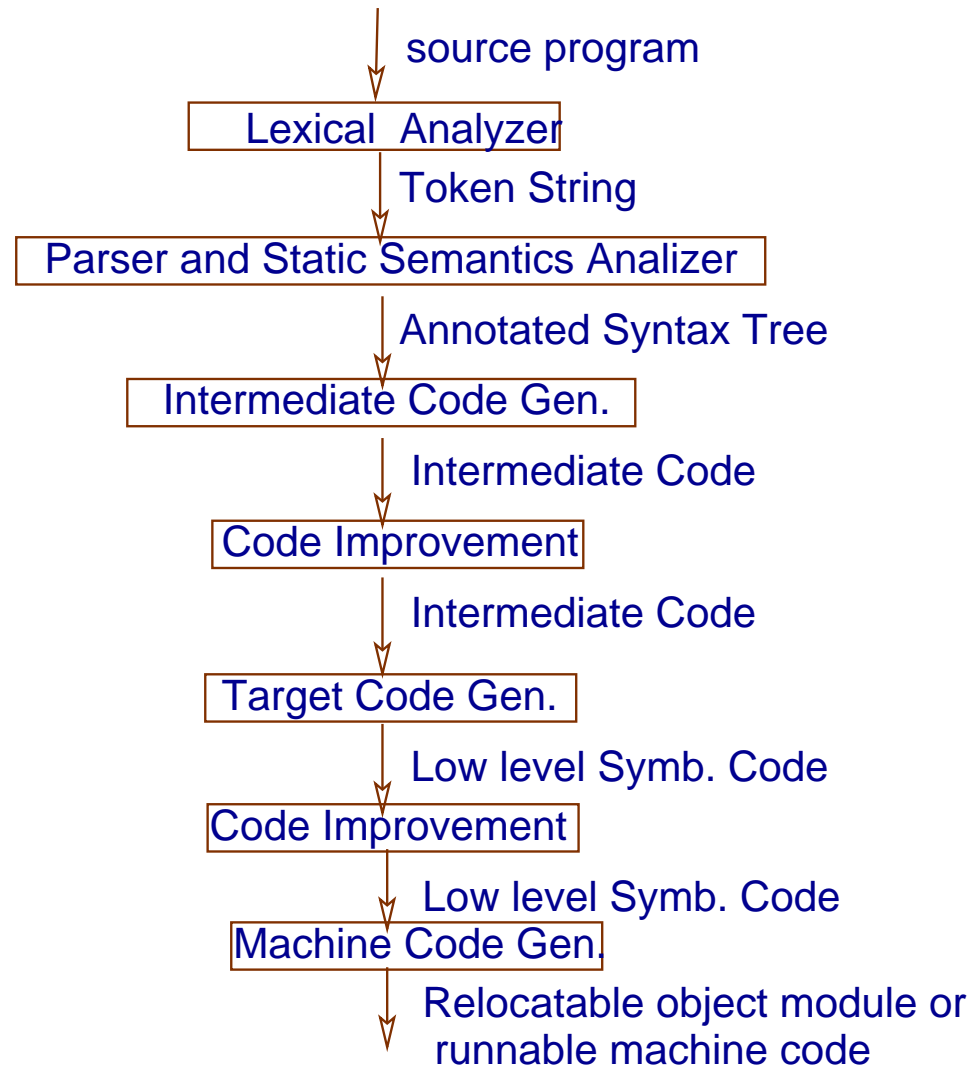 source program
Lexical Analyzer
Token String
Parser and Static Semantics Analizer
Annotated Syntax Tree
Intermediate Code Gen.
Intermediate Code
Code Improvement
Intermediate Code
Target Code Gen.
Low level Symb. Code
Code Improvement
Low level Symb. Code
Machine Code Gen.
Relocatable object module or
runnable machine code